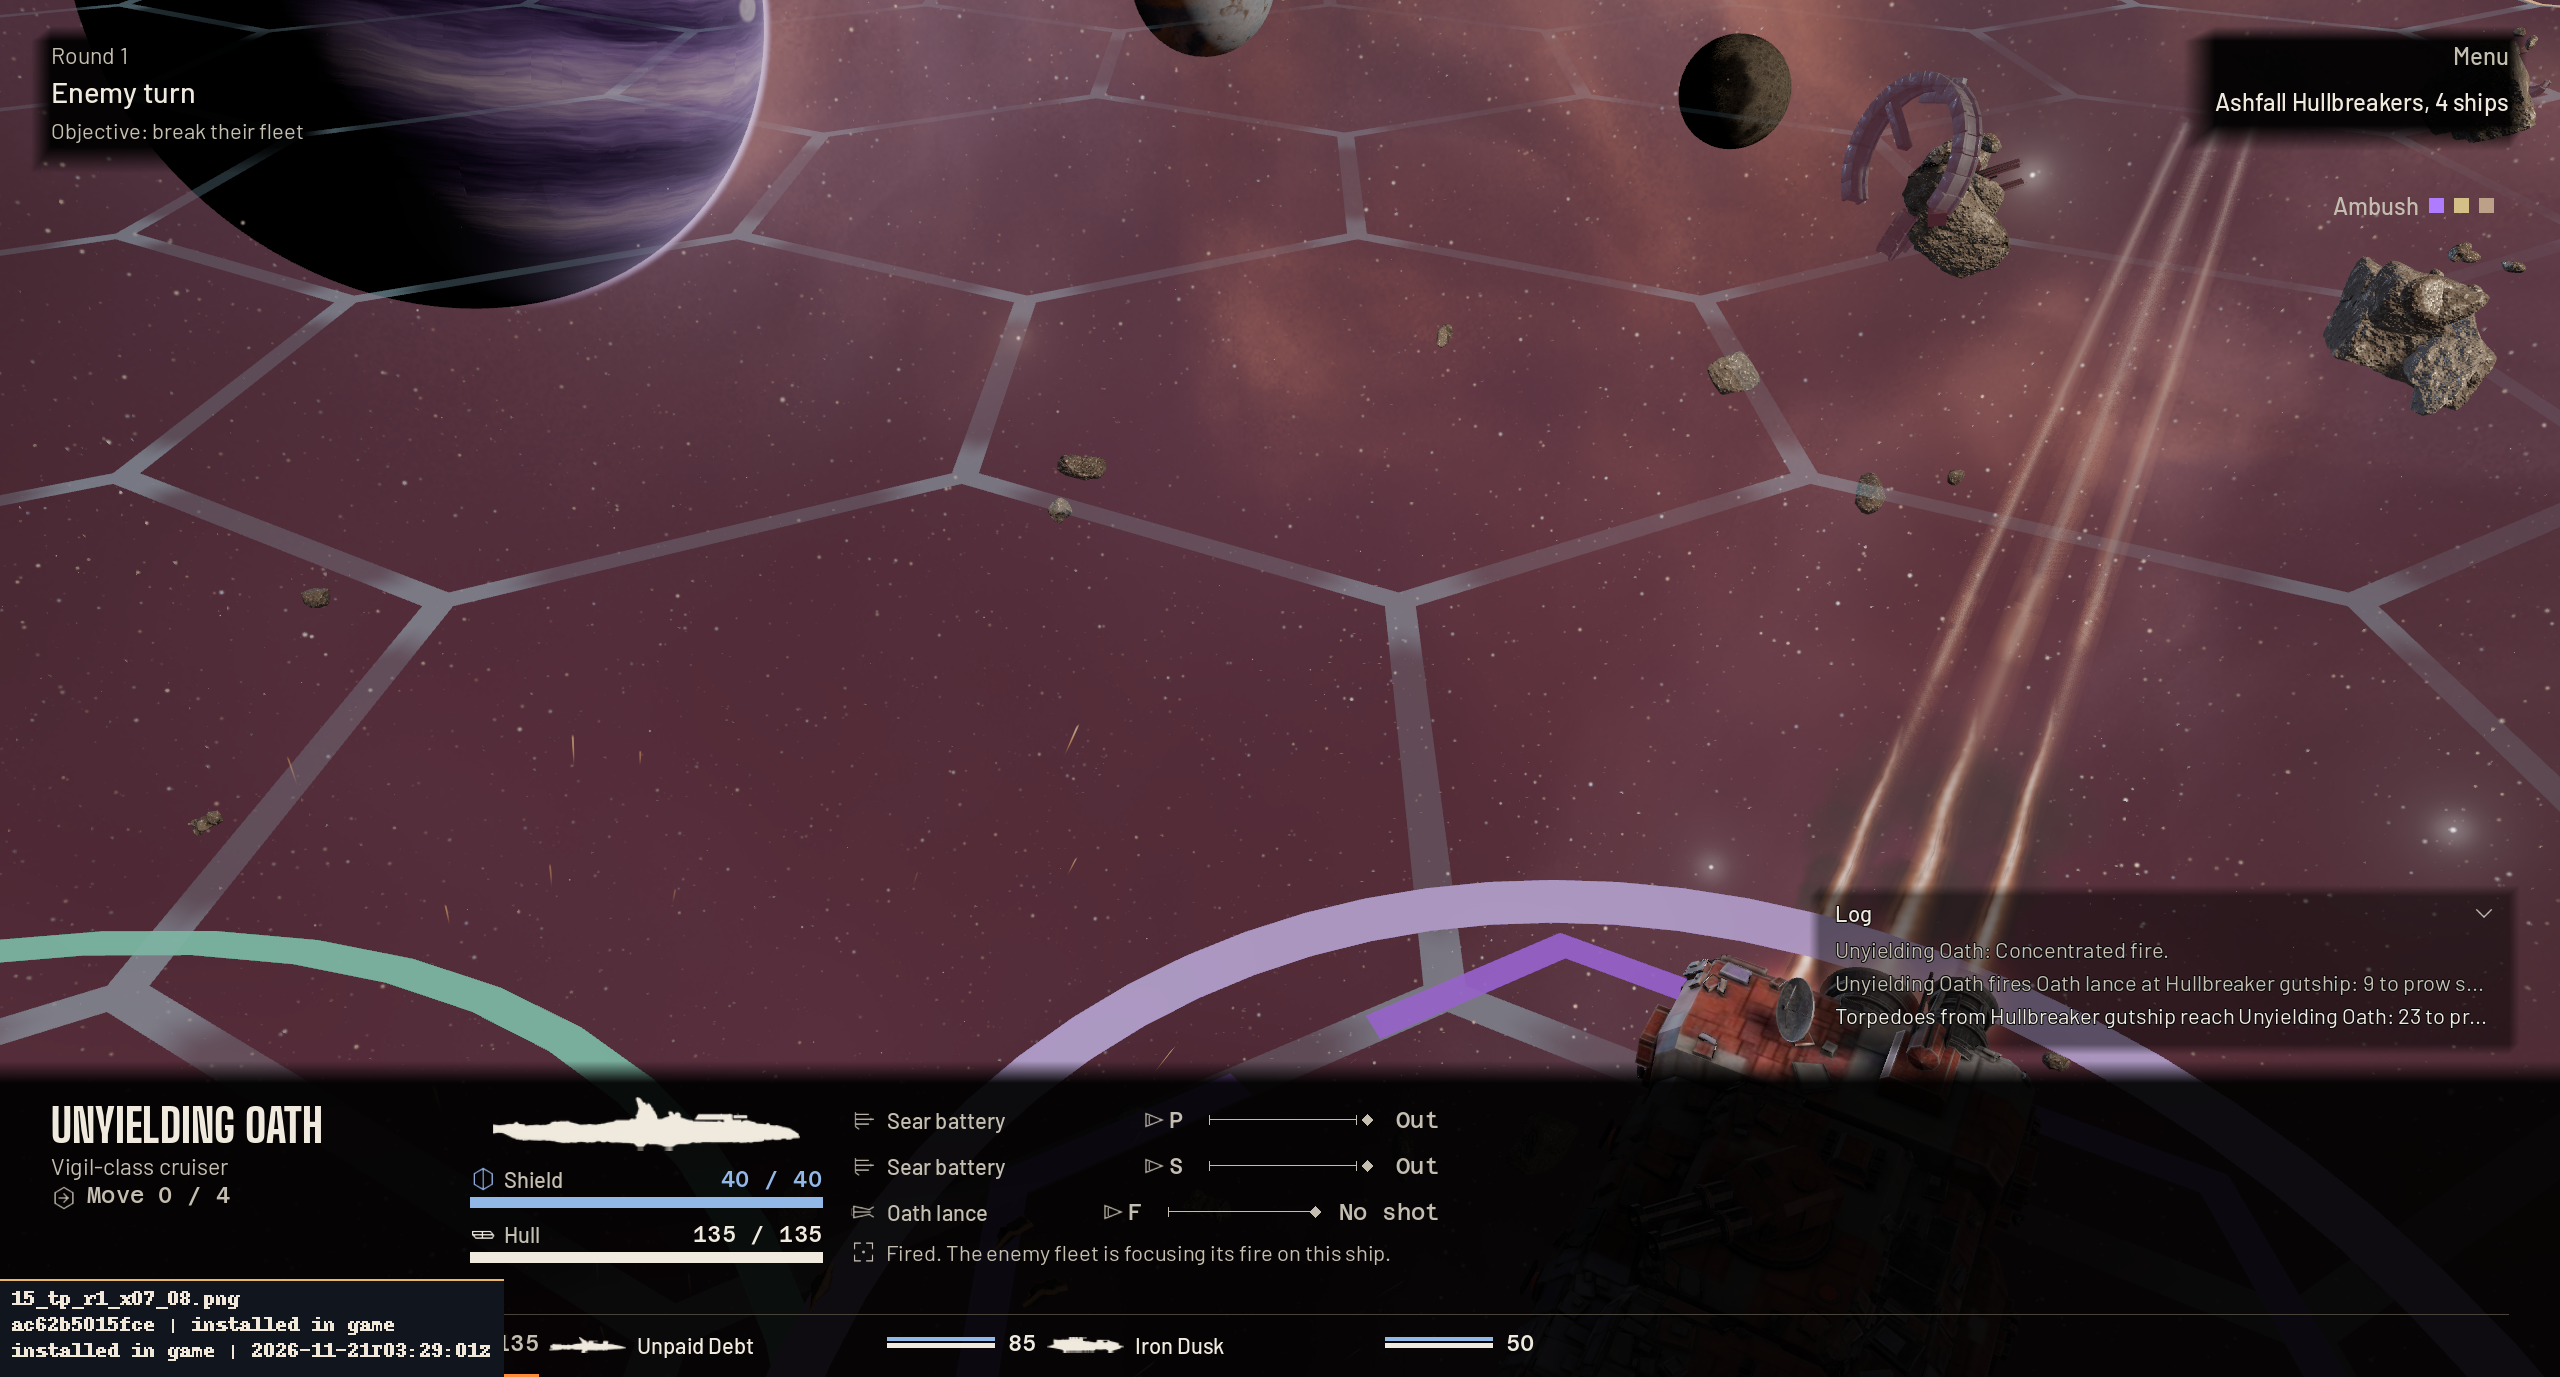 Round 1
Enemy turn
Objective: break their fleet
Menu
Ashfall Hullbreakers, 4 ships
Ambush
Log
Unyielding Oath: Concentrated fire.
Unyielding Oath fires Oath lance at Hullbreaker gutship: 9 to prow s...
Torpedoes from Hullbreaker gutship reach Unyielding Oath: 23 to pr...
UNYIELDING OATH
Vigil-class cruiser
Move 0 / 4
Shield 40 / 40
Hull 135 / 135
Sear battery P Out
Sear battery S Out
Oath lance F No shot
Fired. The enemy fleet is focusing its fire on this ship.
15_tp_r1_x07_08.png
ac62b5015fce | installed in game
installed in game | 2026-11-21T03:29:01Z
135 Unpaid Debt 85 Iron Dusk 50